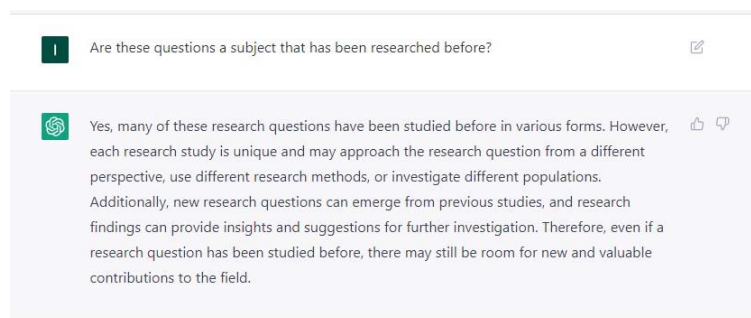 I
Are these questions a subject that has been researched before?
Yes, many of these research questions have been studied before in various forms. However,
each research study is unique and may approach the research question from a different
perspective, use different research methods, or investigate different populations.
Additionally, new research questions can emerge from previous studies, and research
findings can provide insights and suggestions for further investigation. Therefore, even if a
research question has been studied before, there may still be room for new and valuable
contributions to the field.